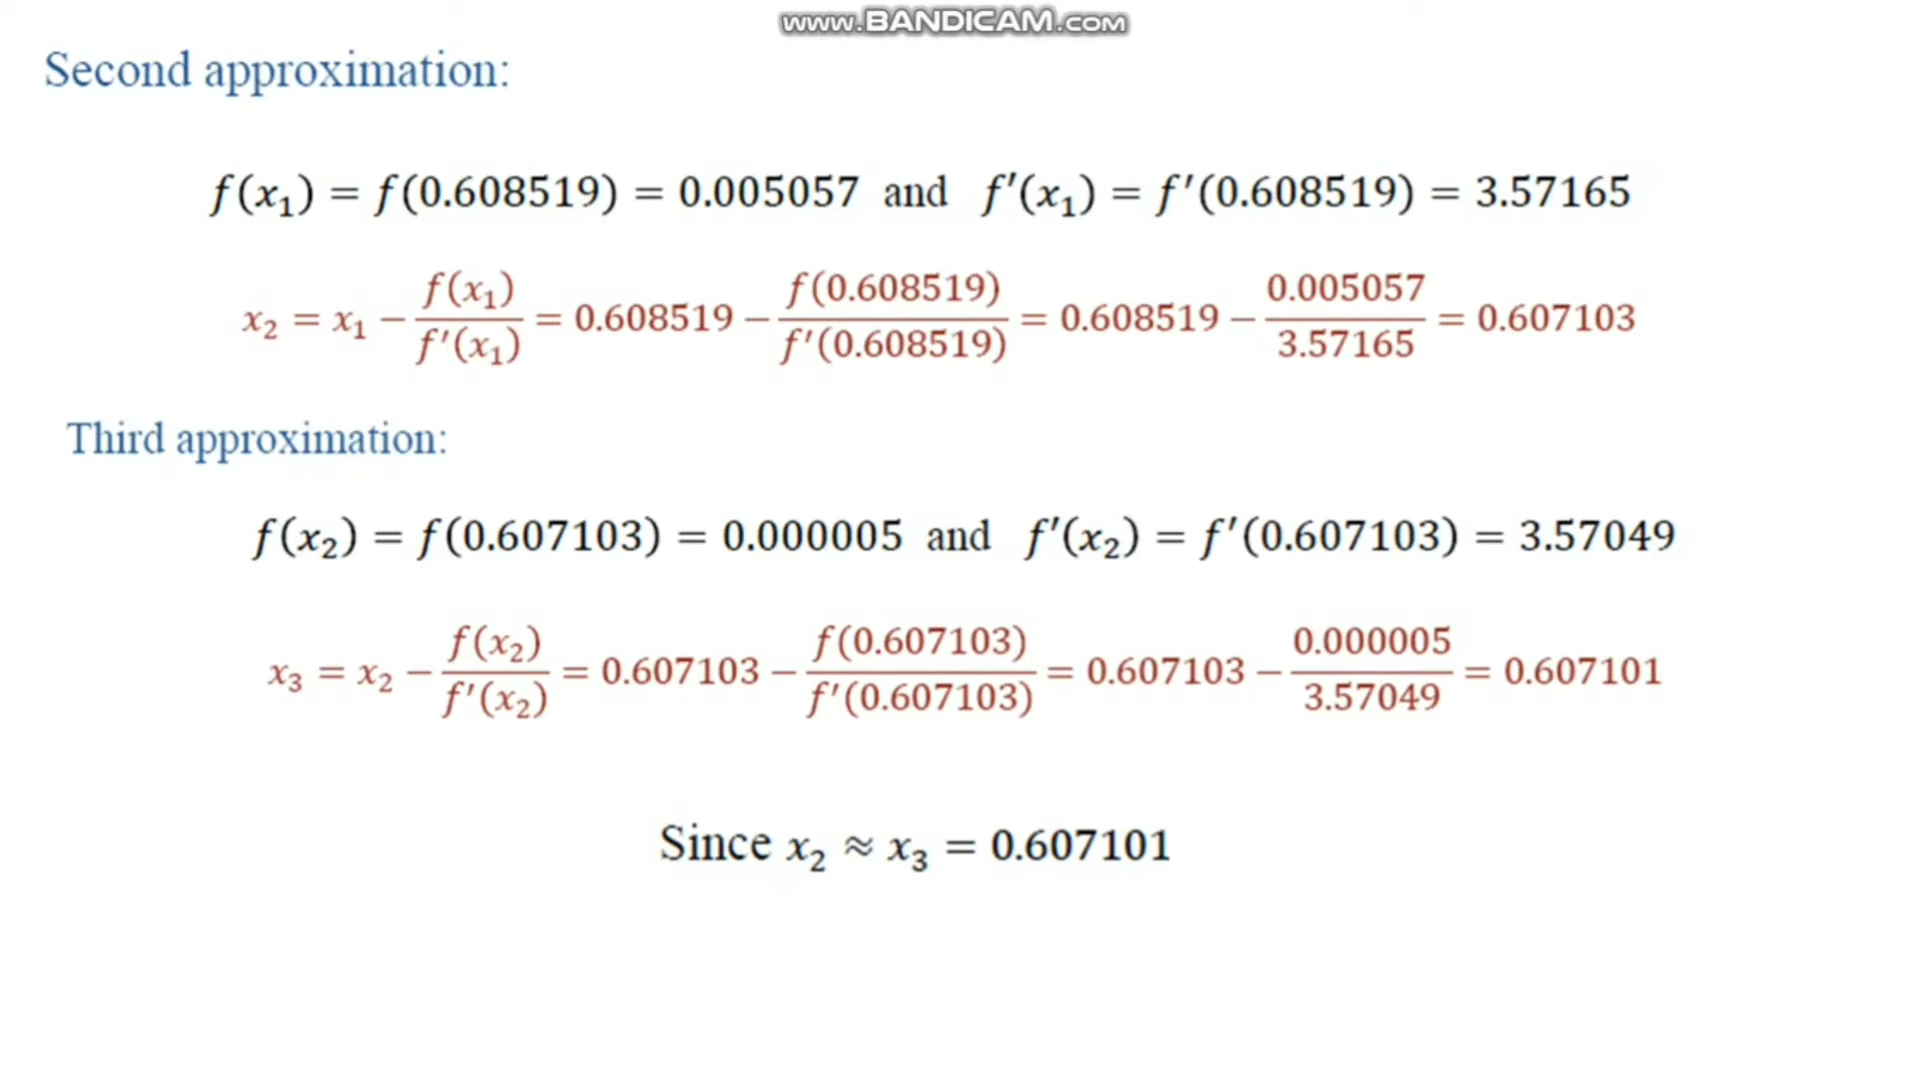 www.BANDICAM.com
Second approximation:
f(x₁) = f(0.608519) = 0.005057 and f′(x₁) = f′(0.608519) = 3.57165
x₂ = x₁ − f(x₁)/f′(x₁) = 0.608519 − f(0.608519)/f′(0.608519) = 0.608519 − 0.005057/3.57165 = 0.607103
Third approximation:
f(x₂) = f(0.607103) = 0.000005 and f′(x₂) = f′(0.607103) = 3.57049
x₃ = x₂ − f(x₂)/f′(x₂) = 0.607103 − f(0.607103)/f′(0.607103) = 0.607103 − 0.000005/3.57049 = 0.607101
Since x₂ ≈ x₃ = 0.607101